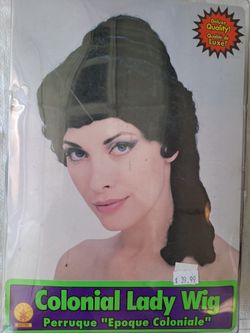 Deluxe
Quality!
Qualité de
Luxe!
$ 19.99
Colonial Lady Wig
Perruque "Epoque Coloniale"